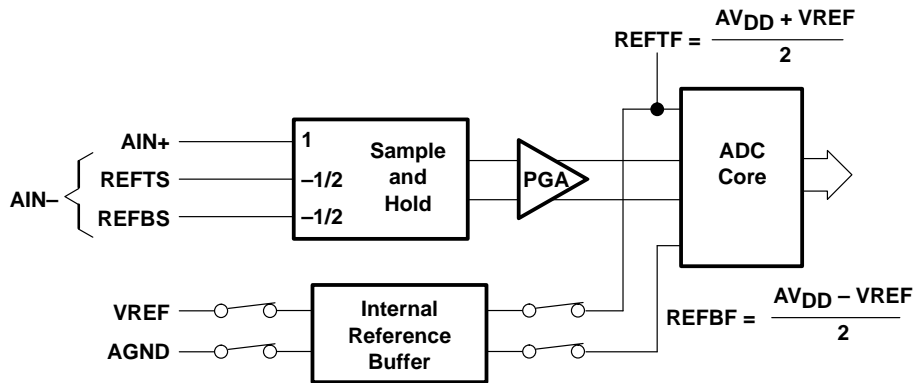 REFTF = AVDD + VREF
2
AIN+
1
Sample
and
Hold
AIN–
REFTS
–1/2
REFBS
–1/2
PGA
ADC
Core
VREF
AGND
Internal
Reference
Buffer
REFBF = AVDD – VREF
2